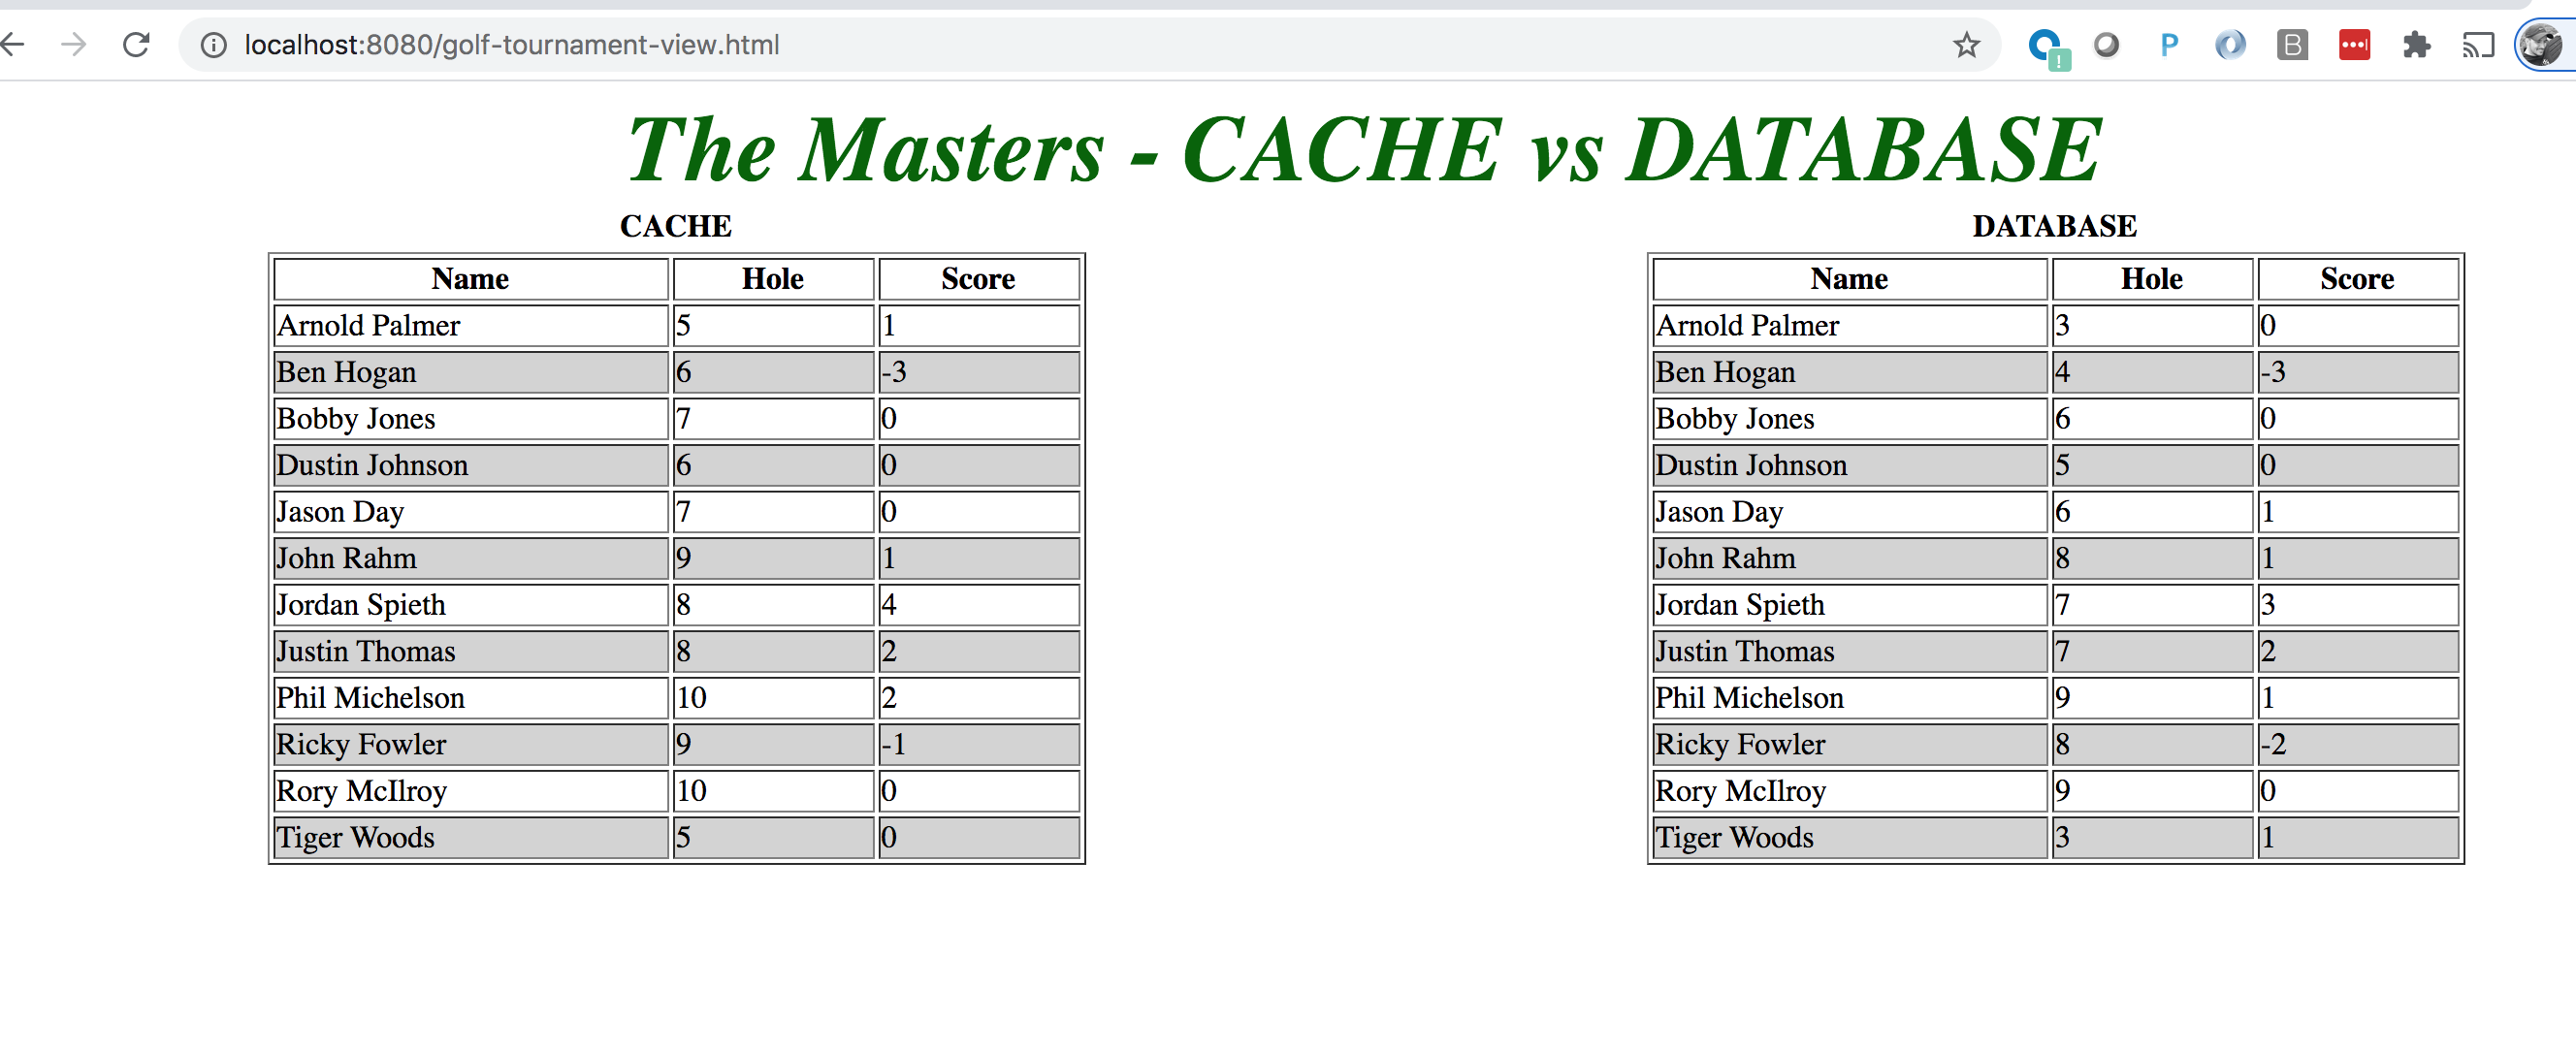 localhost:8080/golf-tournament-view.html
P
B
The Masters - CACHE vs DATABASE
CACHE
Name Hole Score
Arnold Palmer 5 1
Ben Hogan 6 -3
Bobby Jones 7 0
Dustin Johnson 6 0
Jason Day 7 0
John Rahm 9 1
Jordan Spieth 8 4
Justin Thomas 8 2
Phil Michelson 10 2
Ricky Fowler 9 -1
Rory McIlroy 10 0
Tiger Woods 5 0
DATABASE
Name Hole Score
Arnold Palmer 3 0
Ben Hogan 4 -3
Bobby Jones 6 0
Dustin Johnson 5 0
Jason Day 6 1
John Rahm 8 1
Jordan Spieth 7 3
Justin Thomas 7 2
Phil Michelson 9 1
Ricky Fowler 8 -2
Rory McIlroy 9 0
Tiger Woods 3 1